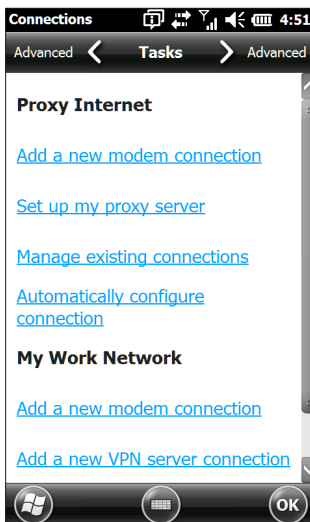 Connections 4:51
Advanced Tasks Advanced
Proxy Internet
Add a new modem connection
Set up my proxy server
Manage existing connections
Automatically configure
connection
My Work Network
Add a new modem connection
Add a new VPN server connection
OK